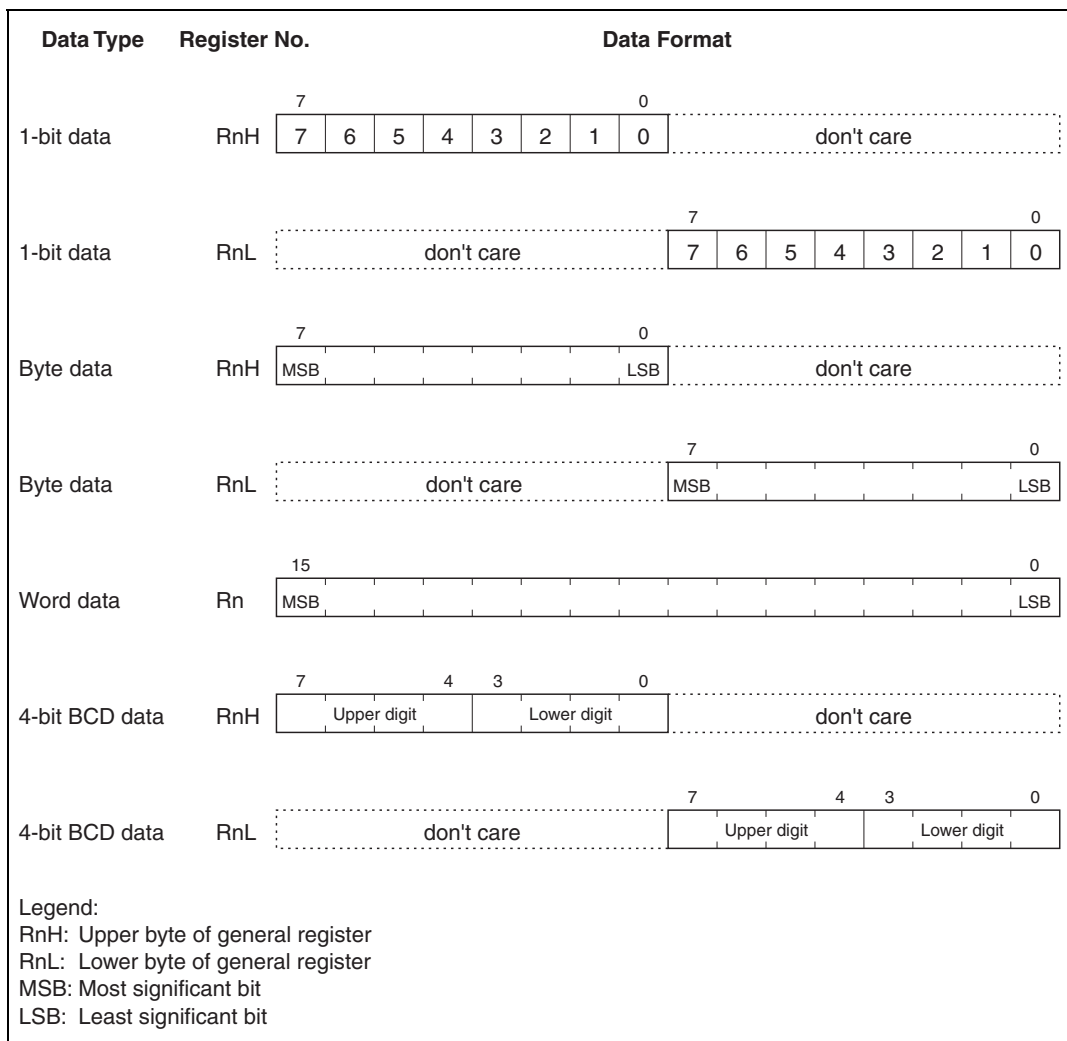 Data Type Register No. Data Format
7 0
1-bit data RnH 7 6 5 4 3 2 1 0 don't care
7 0
1-bit data RnL don't care 7 6 5 4 3 2 1 0
7 0
Byte data RnH MSB LSB don't care
7 0
Byte data RnL don't care MSB LSB
15 0
Word data Rn MSB LSB
7 4 3 0
4-bit BCD data RnH Upper digit Lower digit don't care
7 4 3 0
4-bit BCD data RnL don't care Upper digit Lower digit
Legend:
RnH: Upper byte of general register
RnL: Lower byte of general register
MSB: Most significant bit
LSB: Least significant bit